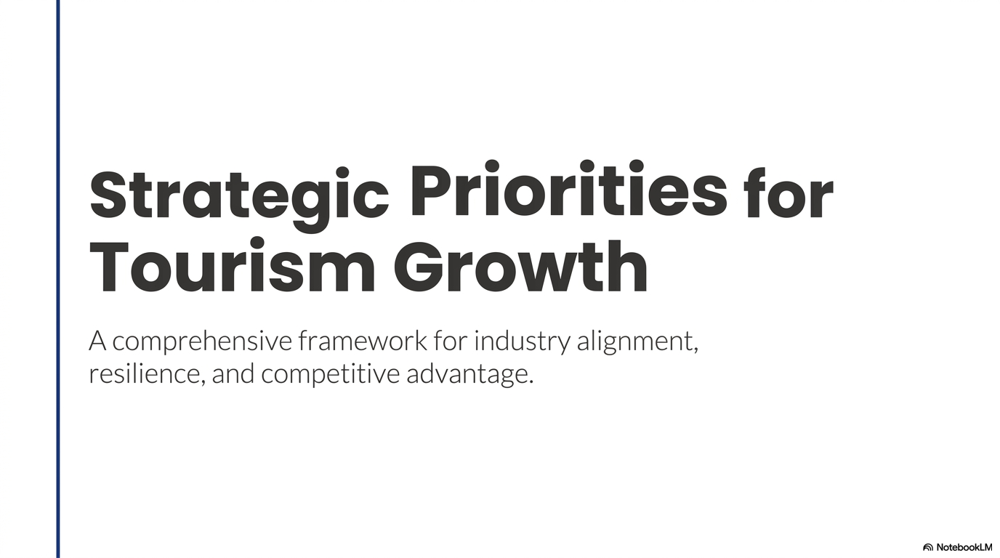 Strategic Priorities for
Tourism Growth
A comprehensive framework for industry alignment,
resilience, and competitive advantage.
NotebookLM